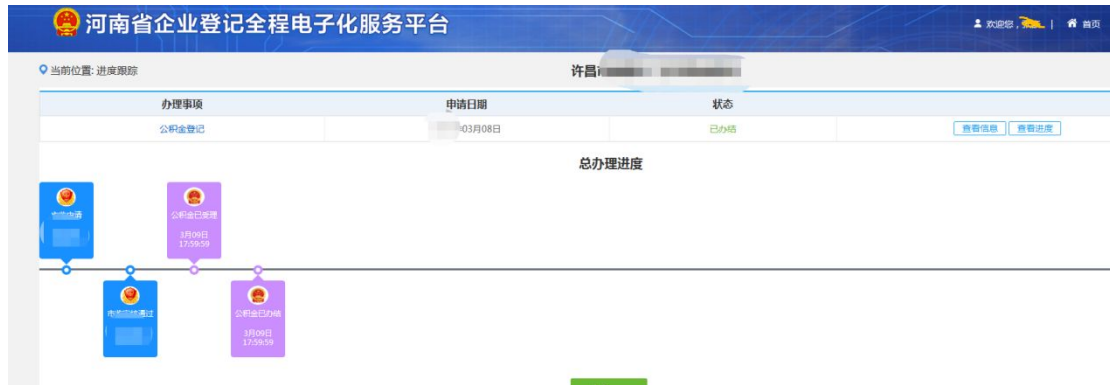 河南省企业登记全程电子化服务平台
欢迎您, | 首页
当前位置: 进度跟踪
许昌
办理事项 申请日期 状态
公积金登记 03月08日 已办结 查看信息 查看进度
总办理进度
公积金已受理
3月09日
17:59:59
公积金已办结
3月09日
17:59:59